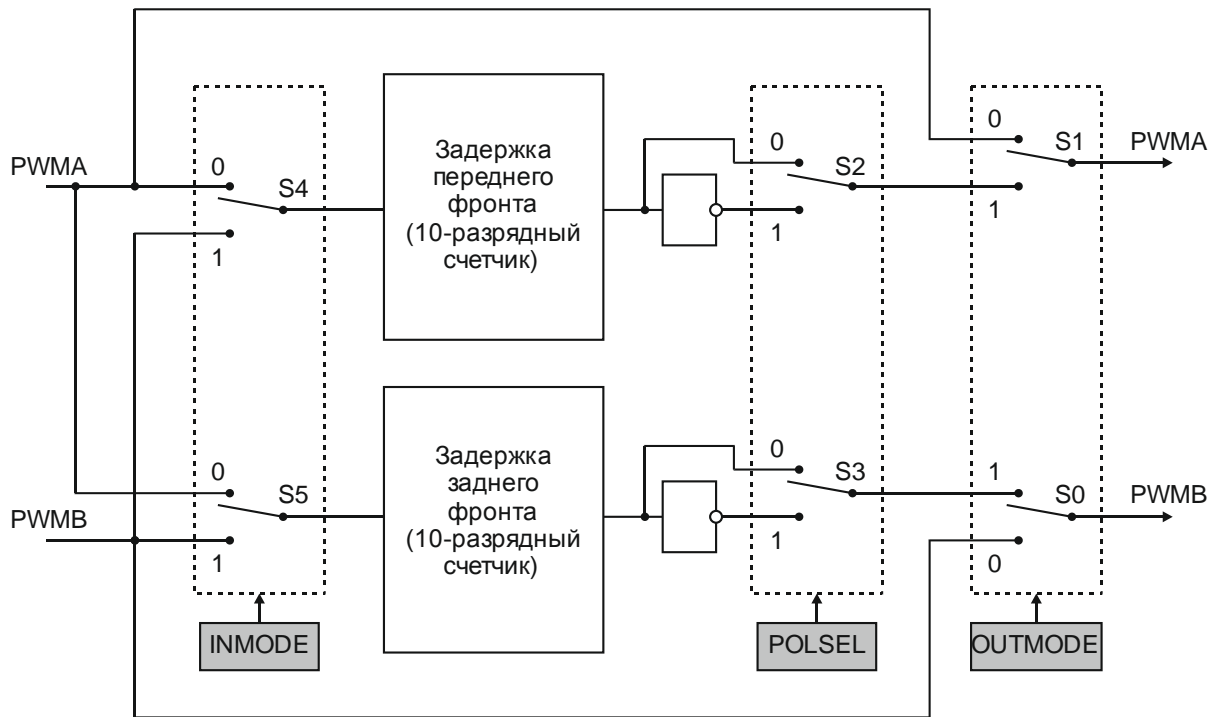 0
S1
PWMA
1
PWMA
0
S4
1
Задержка
переднего
фронта
(10-разрядный
счетчик)
0
S2
1
PWMB
0
S5
1
Задержка
заднего
фронта
(10-разрядный
счетчик)
0
S3
1
1
S0
PWMB
0
INMODE
POLSEL
OUTMODE